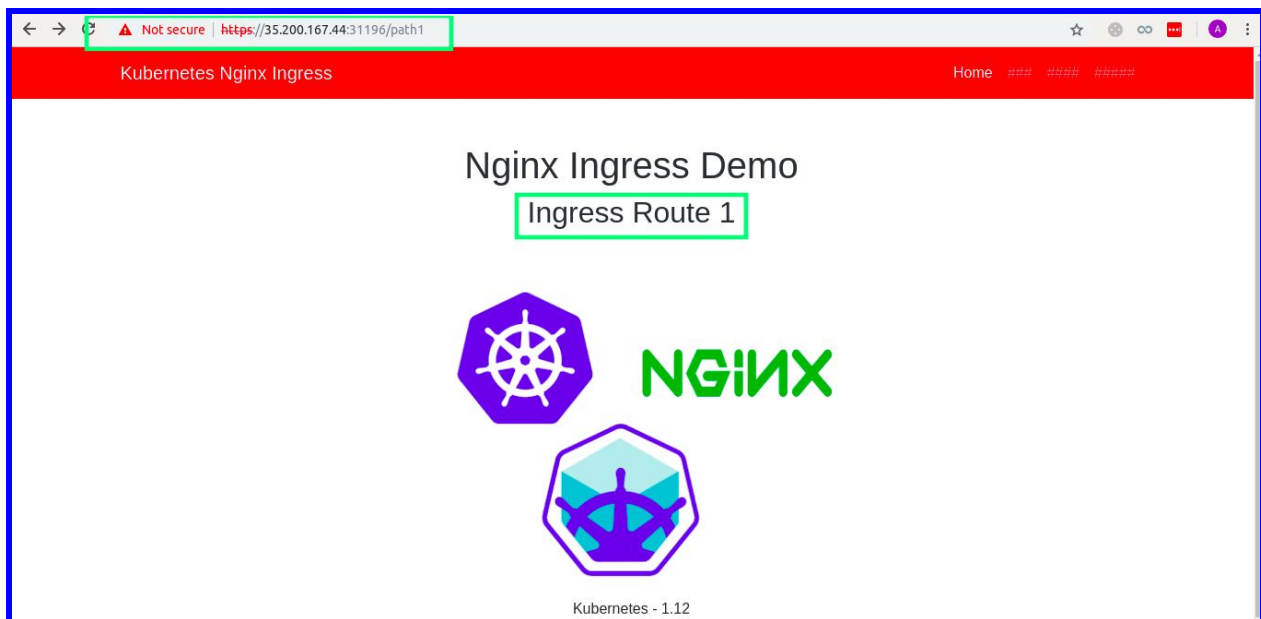 Not secure | https://35.200.167.44:31196/path1
A
Kubernetes Nginx Ingress
Home ### #### #####
Nginx Ingress Demo
Ingress Route 1
NGiNX
Kubernetes - 1.12